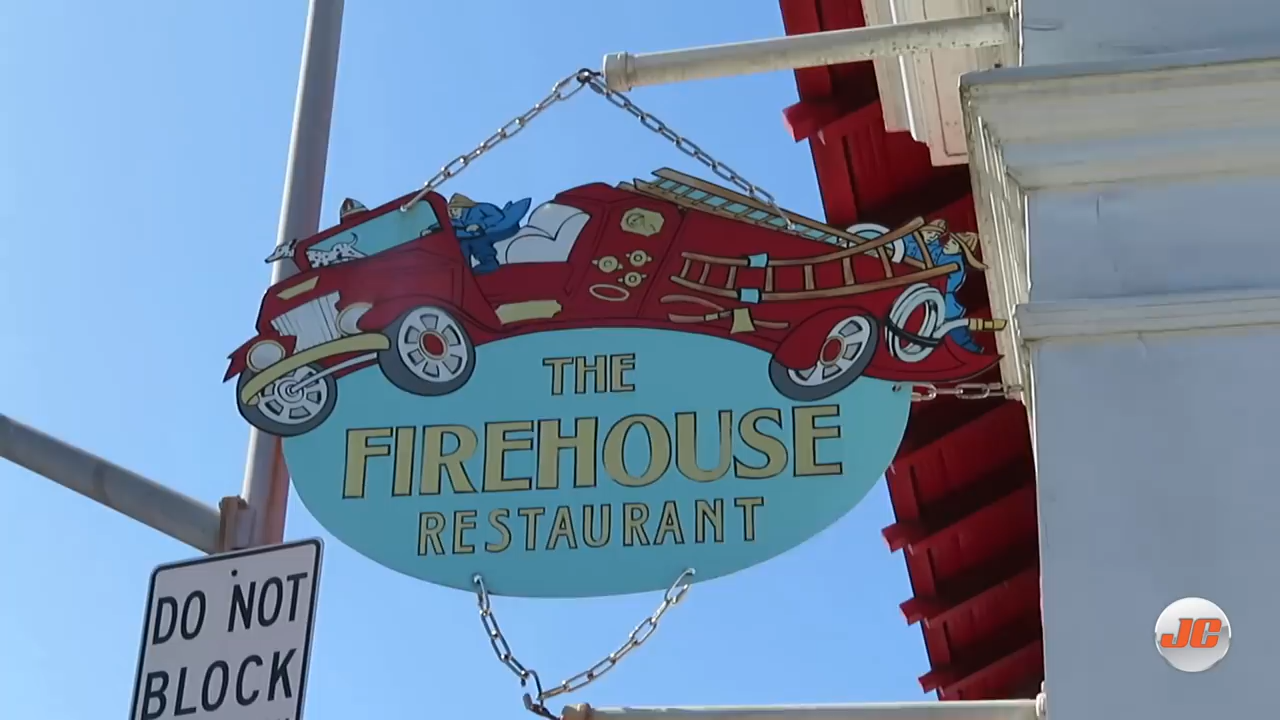 THE
FIREHOUSE
RESTAURANT
DO NOT
BLOCK
JC